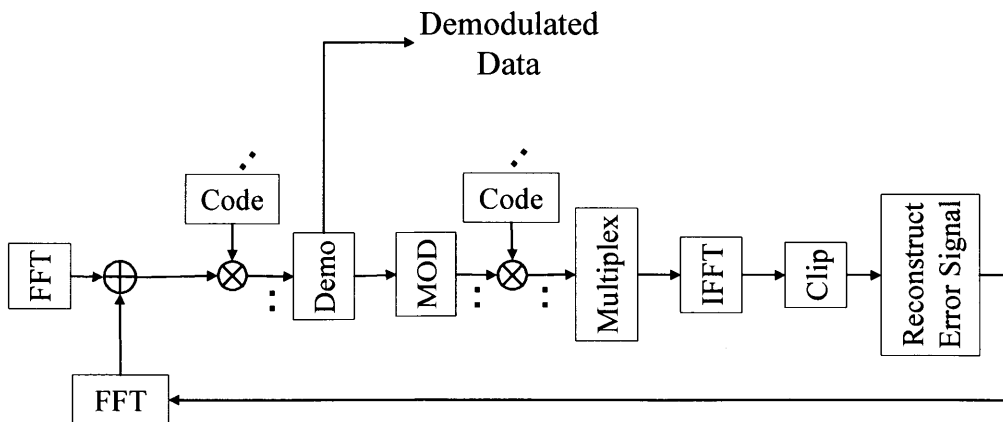 Demodulated
Data
Code
Code
FFT
Demo
MOD
Multiplex
IFFT
Clip
Reconstruct
Error Signal
FFT